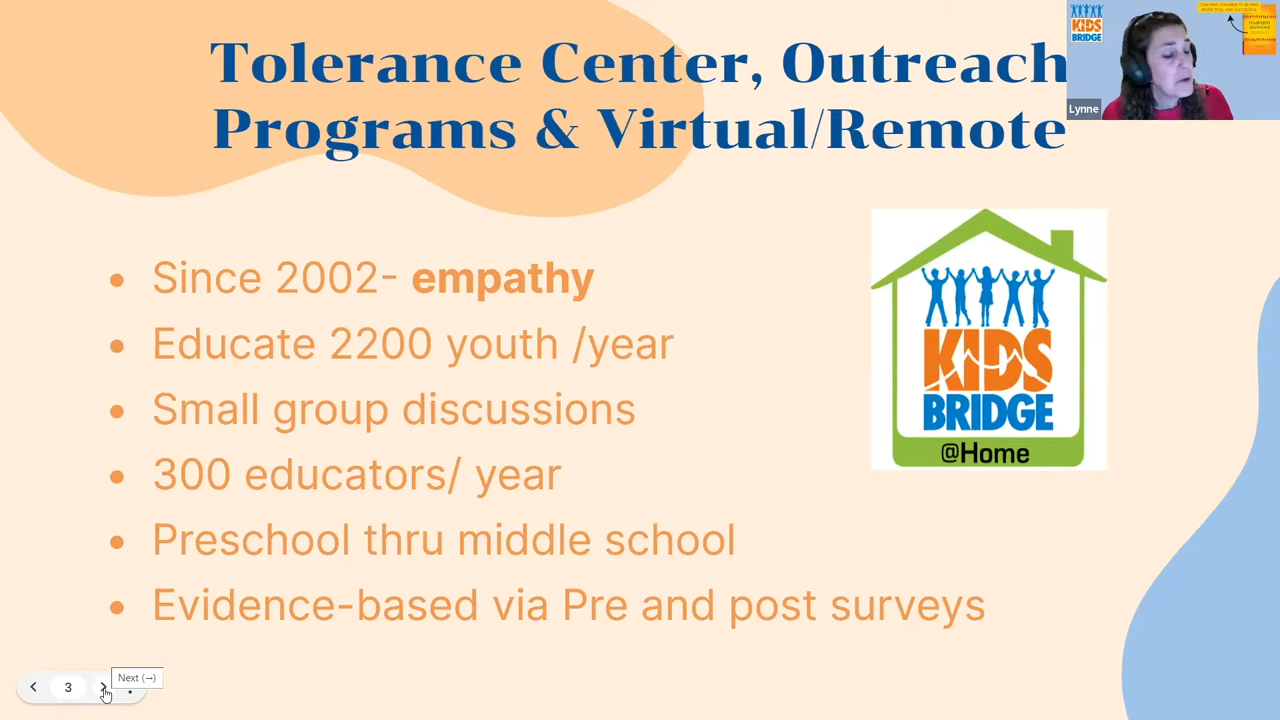 Tolerance Center, Outreach
Programs & Virtual/Remote
KIDS
BRIDGE
Lynne
• Since 2002- empathy
• Educate 2200 youth /year
• Small group discussions
• 300 educators/ year
• Preschool thru middle school
• Evidence-based via Pre and post surveys
KIDS
BRIDGE
@Home
3
Next (→)